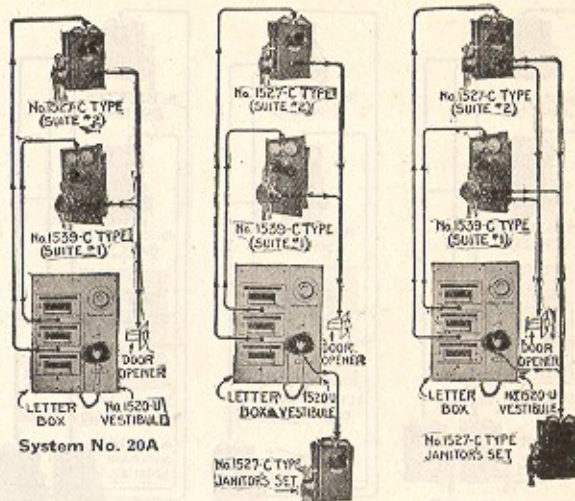 No.1527-C TYPE
(SUITE #2)
No.1539-C TYPE
(SUITE #1)
DOOR
OPENER
LETTER
BOX
No.1520-U
VESTIBULE
System No. 20A
No.1527-C TYPE
(SUITE #2)
No.1539-C TYPE
(SUITE #1)
DOOR
OPENER
LETTER
BOX &
1520-U
VESTIBULE
No.1527-C TYPE
JANITOR'S SET
No.1527-C TYPE
(SUITE #2)
No.1539-C TYPE
(SUITE #1)
DOOR
OPENER
LETTER
BOX
No.1520-U
VESTIBULE
No.1527-C TYPE
JANITOR'S SET